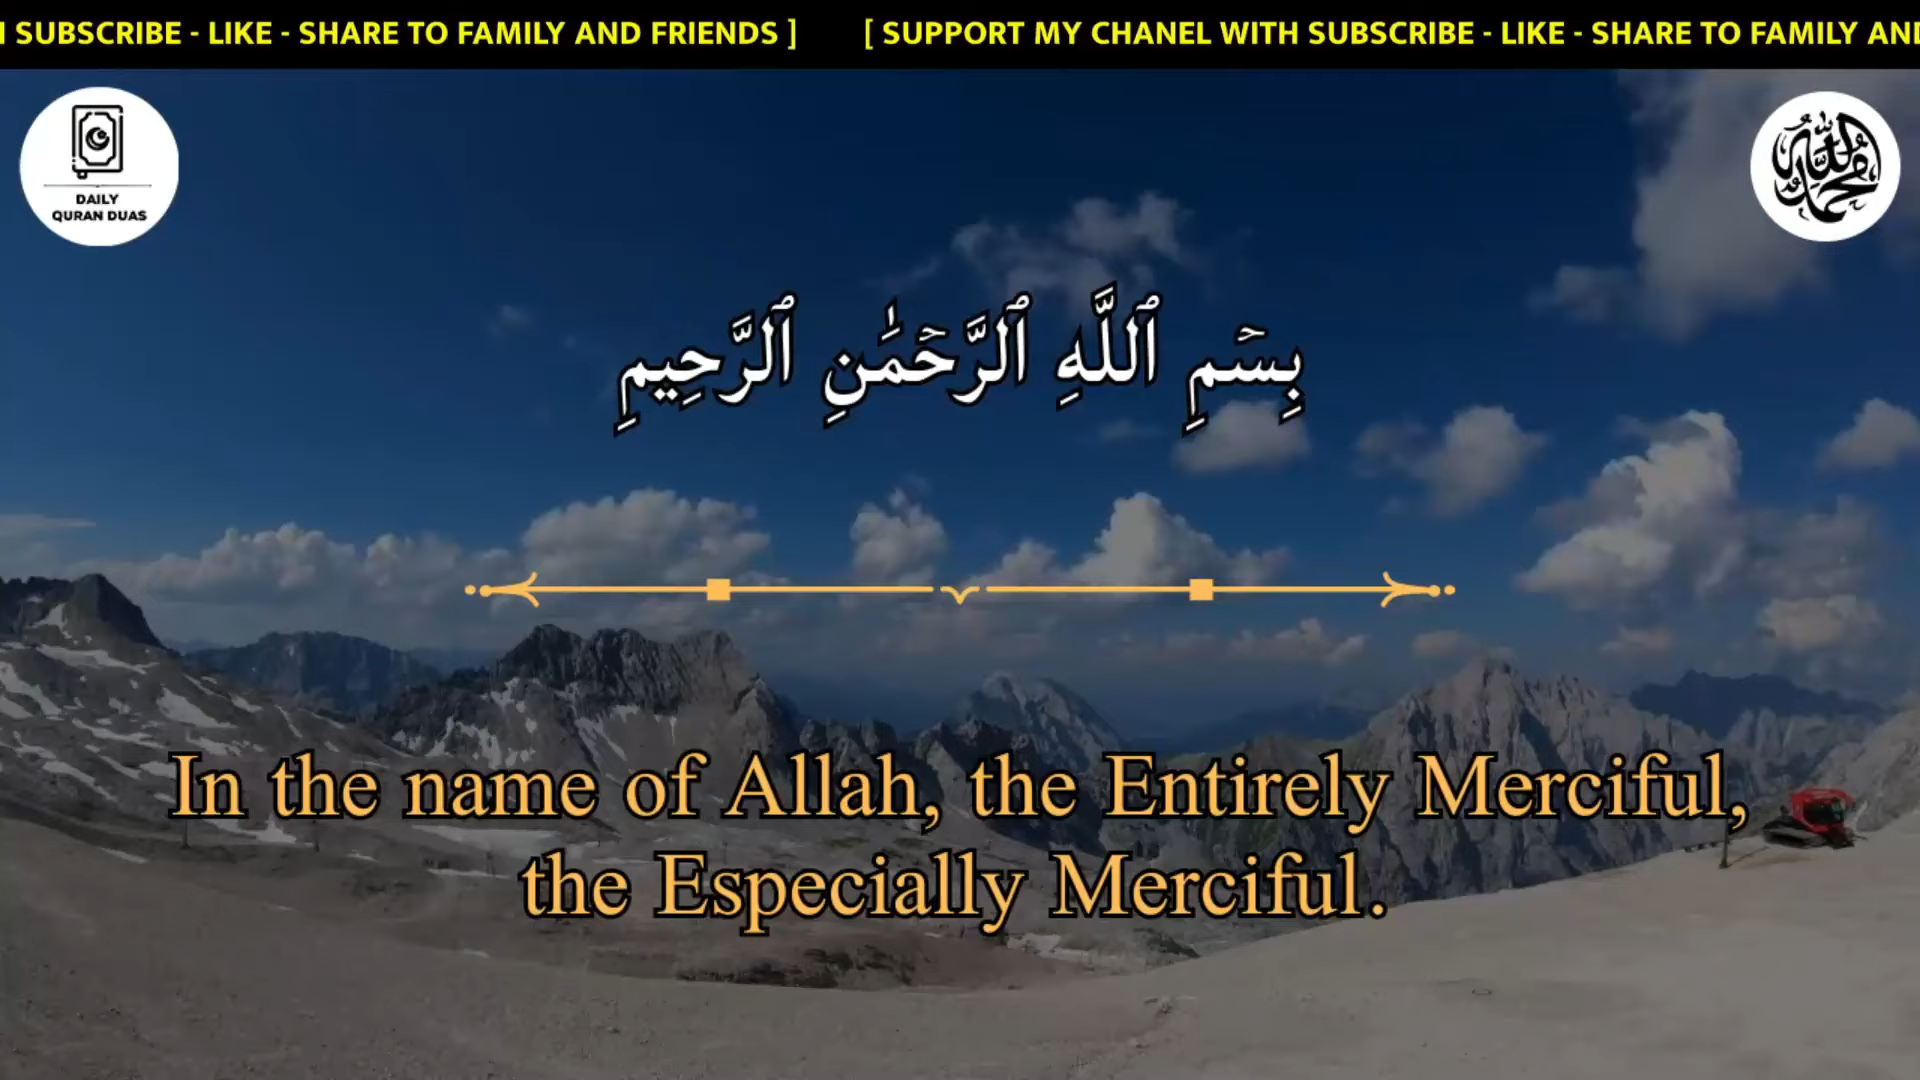 SUBSCRIBE - LIKE - SHARE TO FAMILY AND FRIENDS ] [ SUPPORT MY CHANEL WITH SUBSCRIBE - LIKE - SHARE TO FAMILY AND
DAILY
QURAN DUAS
بِسْمِ ٱللَّهِ ٱلرَّحْمَٰنِ ٱلرَّحِيمِ
In the name of Allah, the Entirely Merciful,
the Especially Merciful.